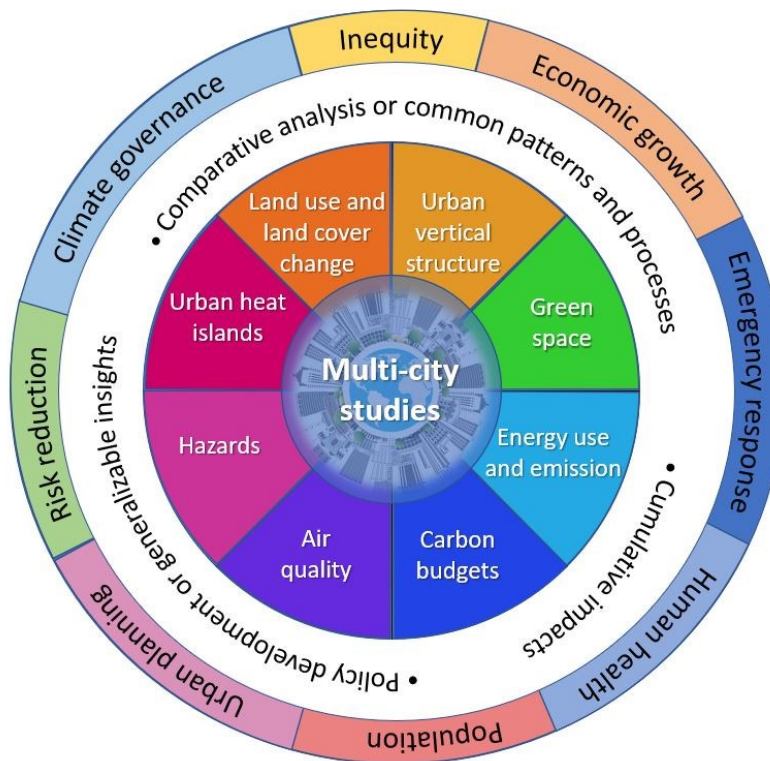 Inequity
Economic growth
Emergency response
Human health
Population
Urban planning
Risk reduction
Climate governance
• Comparative analysis or common patterns and processes
• Cumulative impacts
• Policy development or generalizable insights
Land use and
land cover
change
Urban
vertical
structure
Green
space
Energy use
and emission
Carbon
budgets
Air
quality
Hazards
Urban heat
islands
Multi-city
studies